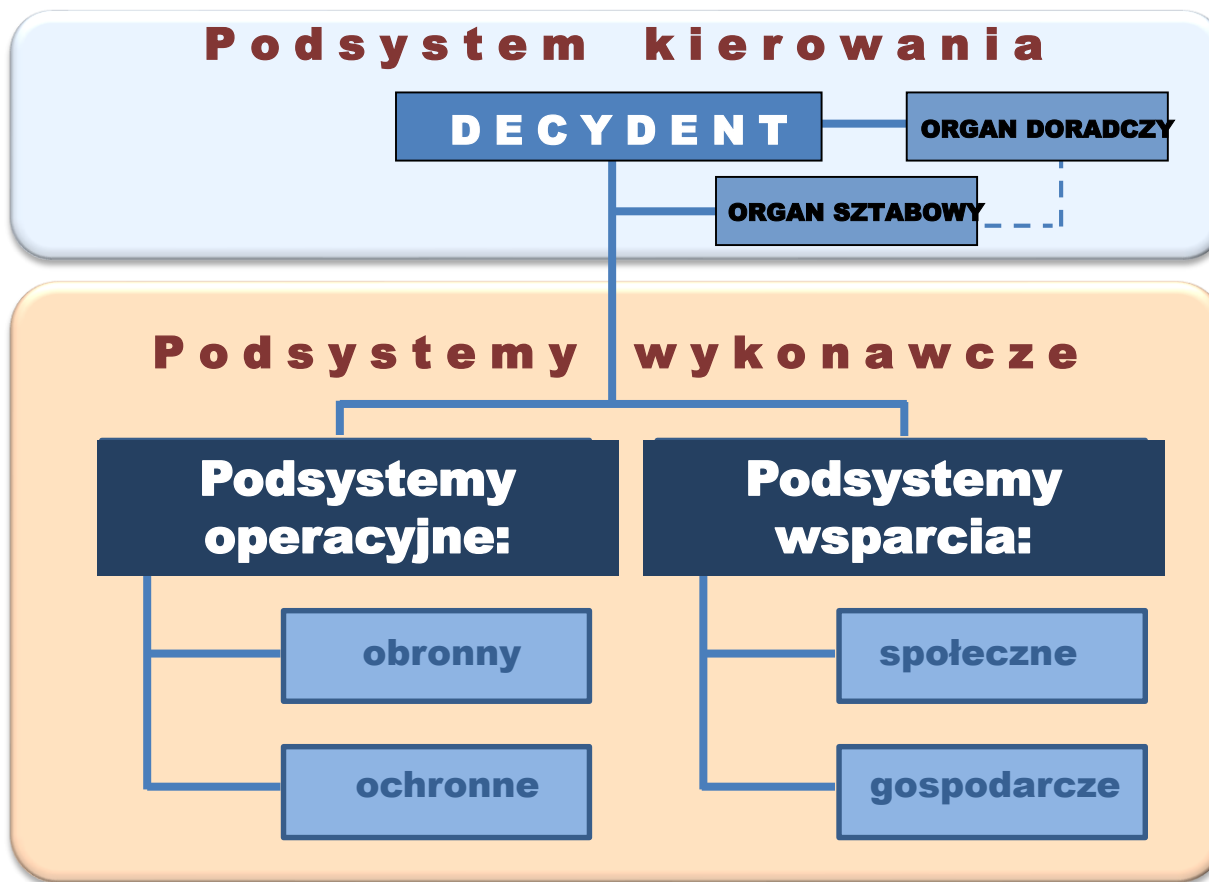 Podsystem kierowania
DECYDENT
ORGAN DORADCZY
ORGAN SZTABOWY
Podsystemy wykonawcze
Podsystemy
operacyjne:
obronny
ochronne
Podsystemy
wsparcia:
społeczne
gospodarcze